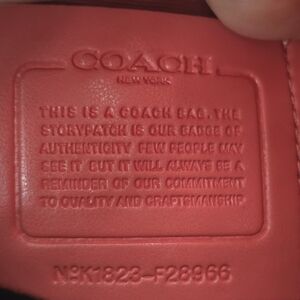 COACH
NEW YORK
THIS IS A COACH BAG. THE
STORYPATCH IS OUR BADGE OF
AUTHENTICITY. FEW PEOPLE MAY
SEE IT BUT IT WILL ALWAYS BE A
REMINDER OF OUR COMMITMENT
TO QUALITY AND CRAFTSMANSHIP
NºK1823-F28966